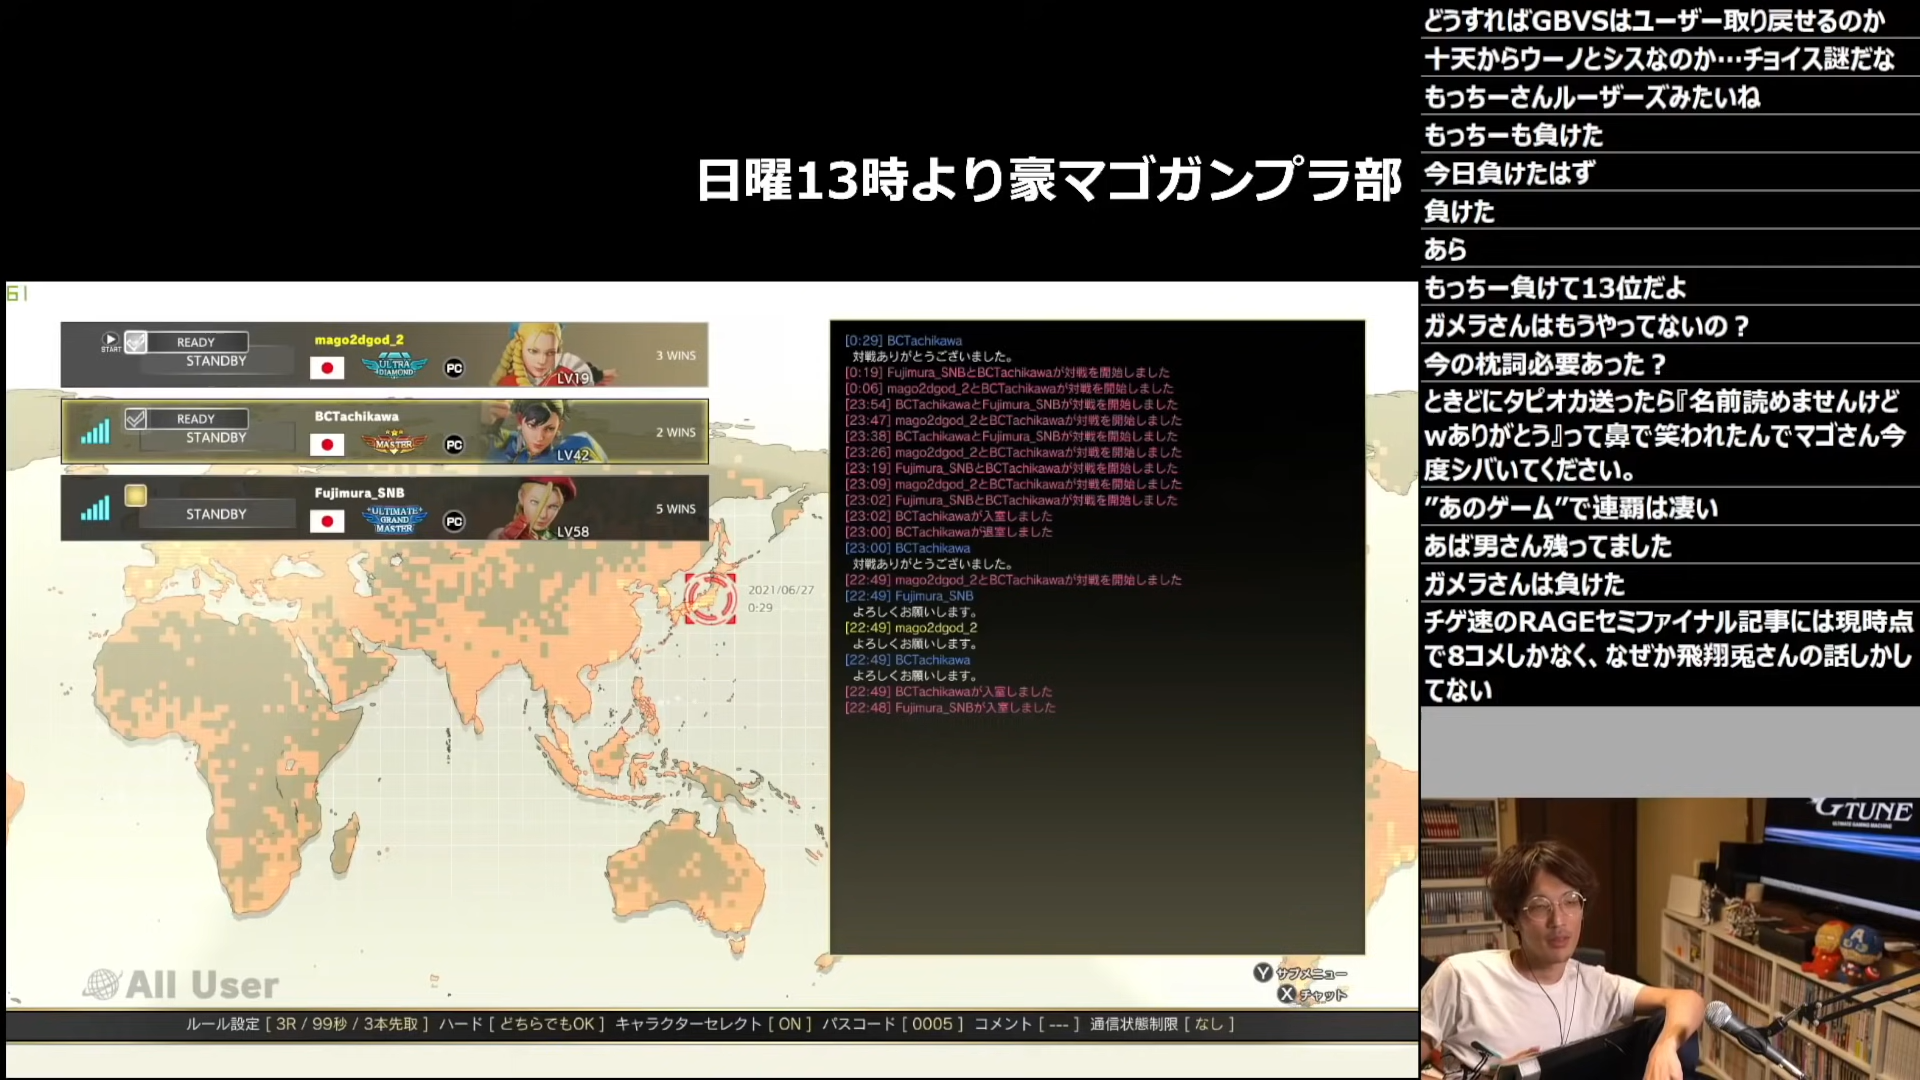 日曜13時より豪マゴガンプラ部
61
START
READY
STANDBY
mago2dgod_2
ULTRA DIAMOND
PC
LV19
3 WINS
READY
STANDBY
BCTachikawa
MASTER
PC
LV42
2 WINS
STANDBY
Fujimura_SNB
ULTIMATE GRAND MASTER
PC
LV58
5 WINS
2021/06/27
0:29
[0:29] BCTachikawa
対戦ありがとうございました。
[0:19] Fujimura_SNBとBCTachikawaが対戦を開始しました
[0:06] mago2dgod_2とBCTachikawaが対戦を開始しました
[23:54] BCTachikawaとFujimura_SNBが対戦を開始しました
[23:47] mago2dgod_2とBCTachikawaが対戦を開始しました
[23:38] BCTachikawaとFujimura_SNBが対戦を開始しました
[23:26] mago2dgod_2とBCTachikawaが対戦を開始しました
[23:19] Fujimura_SNBとBCTachikawaが対戦を開始しました
[23:09] mago2dgod_2とBCTachikawaが対戦を開始しました
[23:02] Fujimura_SNBとBCTachikawaが対戦を開始しました
[23:02] BCTachikawaが入室しました
[23:00] BCTachikawaが退室しました
[23:00] BCTachikawa
対戦ありがとうございました。
[22:49] mago2dgod_2とBCTachikawaが対戦を開始しました
[22:49] Fujimura_SNB
よろしくお願いします。
[22:49] mago2dgod_2
よろしくお願いします。
[22:49] BCTachikawa
よろしくお願いします。
[22:49] BCTachikawaが入室しました
[22:48] Fujimura_SNBが入室しました
All User
Y サブメニュー
X チャット
ルール設定 [ 3R / 99秒 / 3本先取 ] ハード [ どちらでもOK ] キャラクターセレクト [ ON ] パスコード [ 0005 ] コメント [ --- ] 通信状態制限 [ なし ]
どうすればGBVSはユーザー取り戻せるのか
十天からウーノとシスなのか…チョイス謎だな
もっちーさんルーザーズみたいね
もっちーも負けた
今日負けたはず
負けた
あら
もっちー負けて13位だよ
ガメラさんはもうやってないの？
今の枕詞必要あった？
ときどにタピオカ送ったら『名前読めませんけど
wありがとう』って鼻で笑われたんでマゴさん今
度シバいてください。
”あのゲーム”で連覇は凄い
あば男さん残ってました
ガメラさんは負けた
チゲ速のRAGEセミファイナル記事には現時点
で8コメしかなく、なぜか飛翔兎さんの話しかし
てない
GTUNE
ULTIMATE GAMING MACHINE